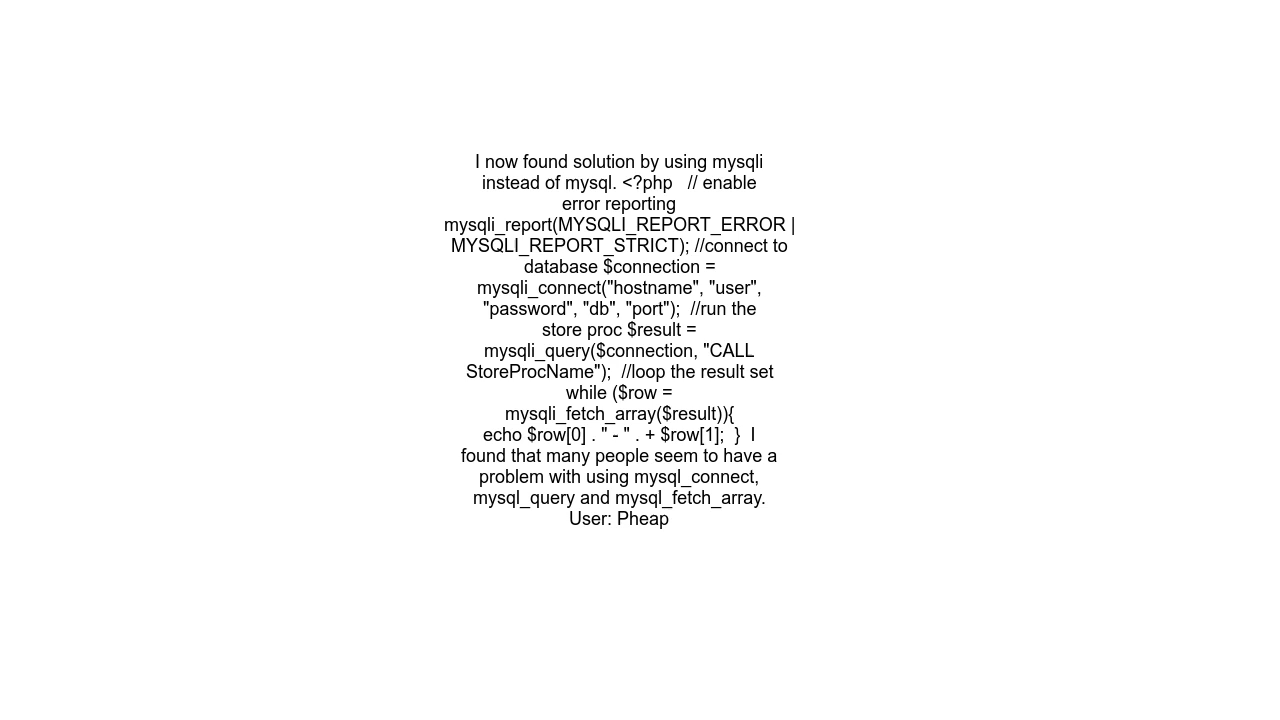 I now found solution by using mysqli
instead of mysql. <?php   // enable
error reporting
mysqli_report(MYSQLI_REPORT_ERROR |
MYSQLI_REPORT_STRICT); //connect to
database $connection =
mysqli_connect("hostname", "user",
"password", "db", "port");  //run the
store proc $result =
mysqli_query($connection, "CALL
StoreProcName");  //loop the result set
while ($row =
mysqli_fetch_array($result)){
echo $row[0] . " - " . + $row[1];  }  I
found that many people seem to have a
problem with using mysql_connect,
mysql_query and mysql_fetch_array.
User: Pheap